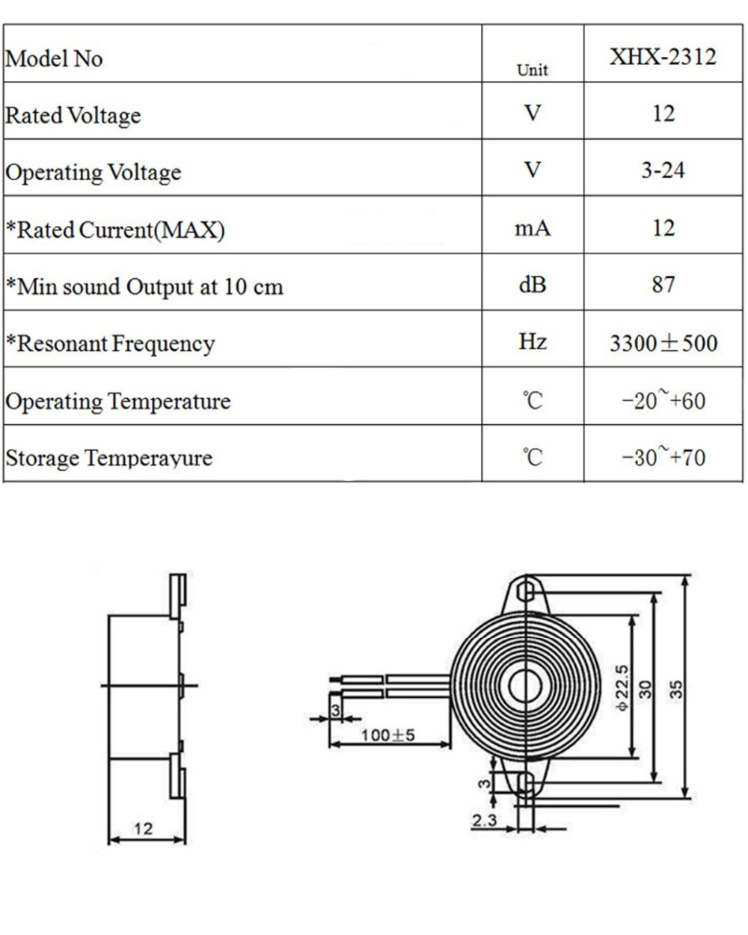 Model No Unit XHX-2312
Rated Voltage V 12
Operating Voltage V 3-24
*Rated Current(MAX) mA 12
*Min sound Output at 10 cm dB 87
*Resonant Frequency Hz 3300±500
Operating Temperature ℃ -20~+60
Storage Temperayure ℃ -30~+70
12
3
100±5
ϕ22.5
30
35
3
2.3